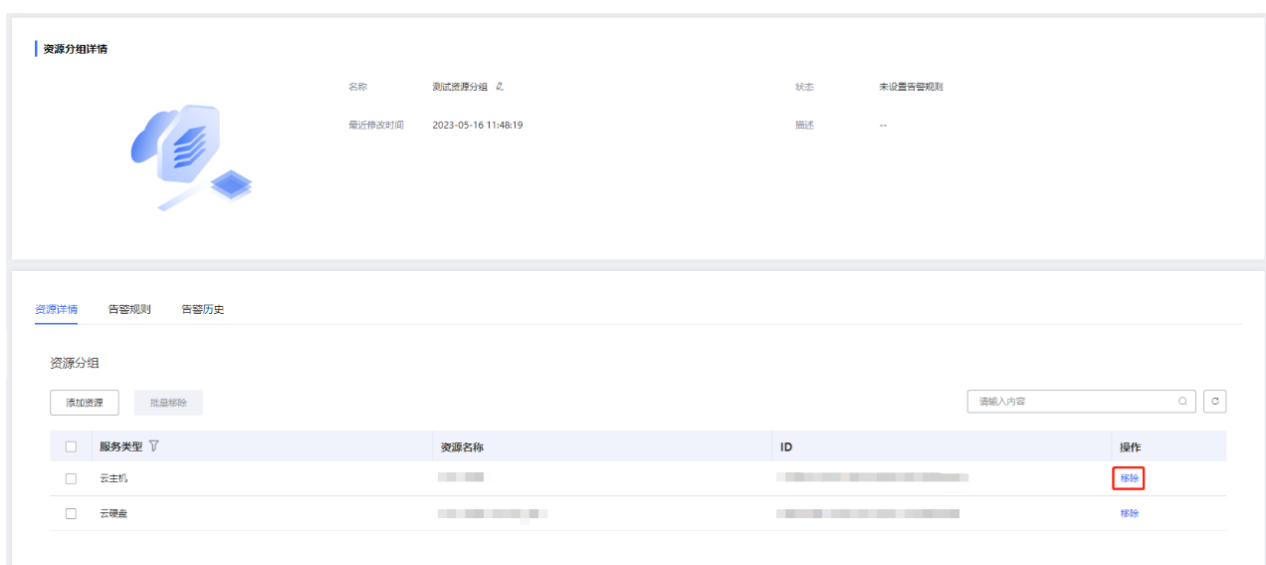 资源分组详情
名称 测试资源分组 状态 未设置告警规则
最近修改时间 2023-05-16 11:48:19 描述 --
资源详情 告警规则 告警历史
资源分组
添加资源 批量移除 请输入内容
服务类型 资源名称 ID 操作
云主机 移除
云硬盘 移除